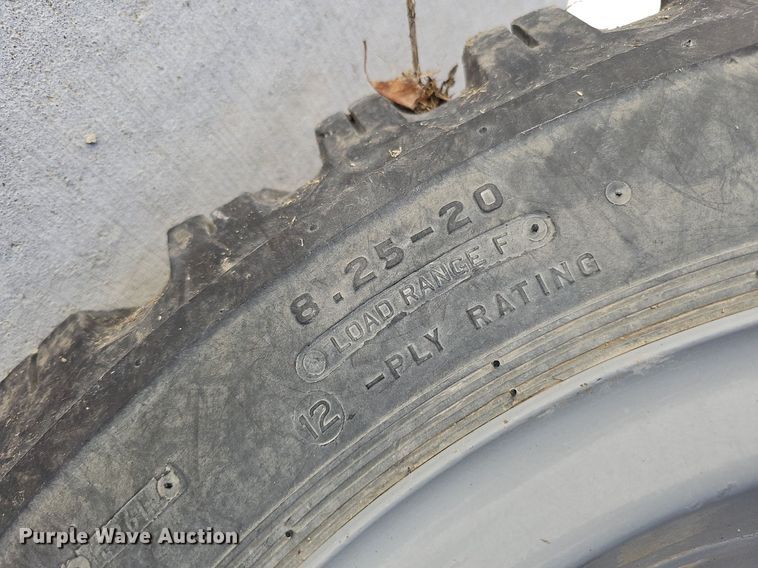 8.25-20
LOAD RANGE F
12 -PLY RATING
Purple Wave Auction